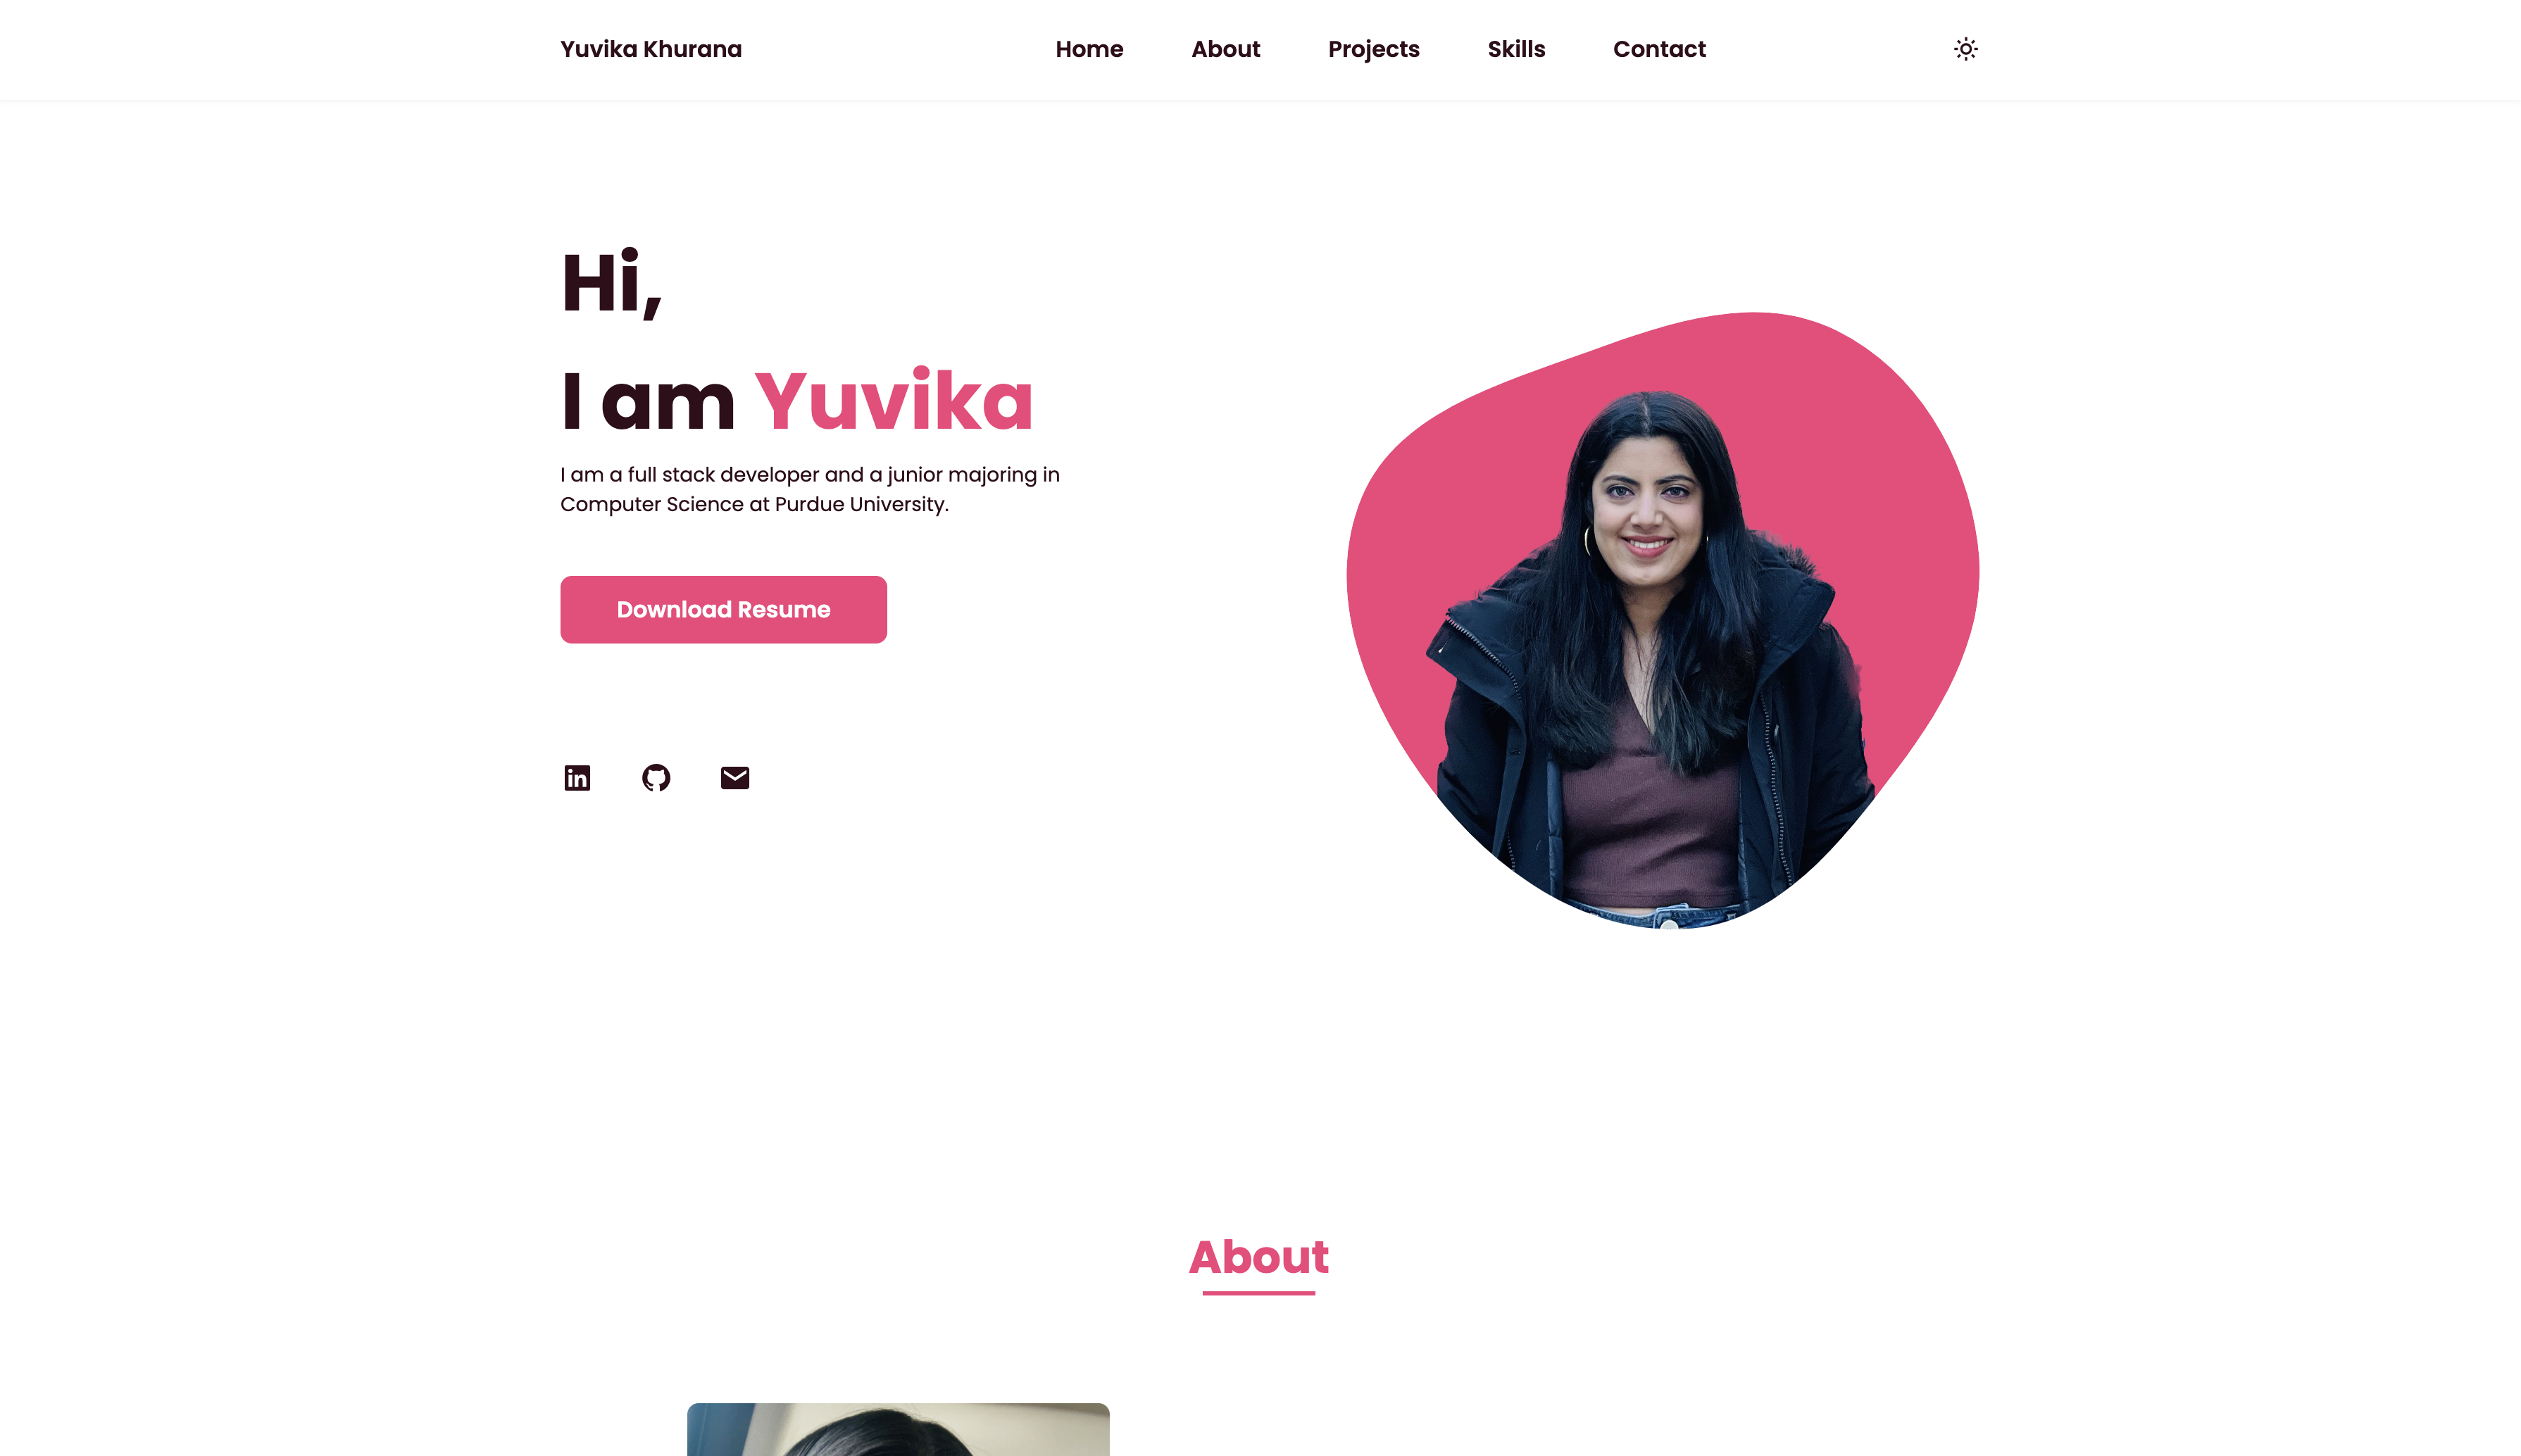 Yuvika Khurana
Home
About
Projects
Skills
Contact
Hi,
I am Yuvika
I am a full stack developer and a junior majoring in
Computer Science at Purdue University.
Download Resume
in
About